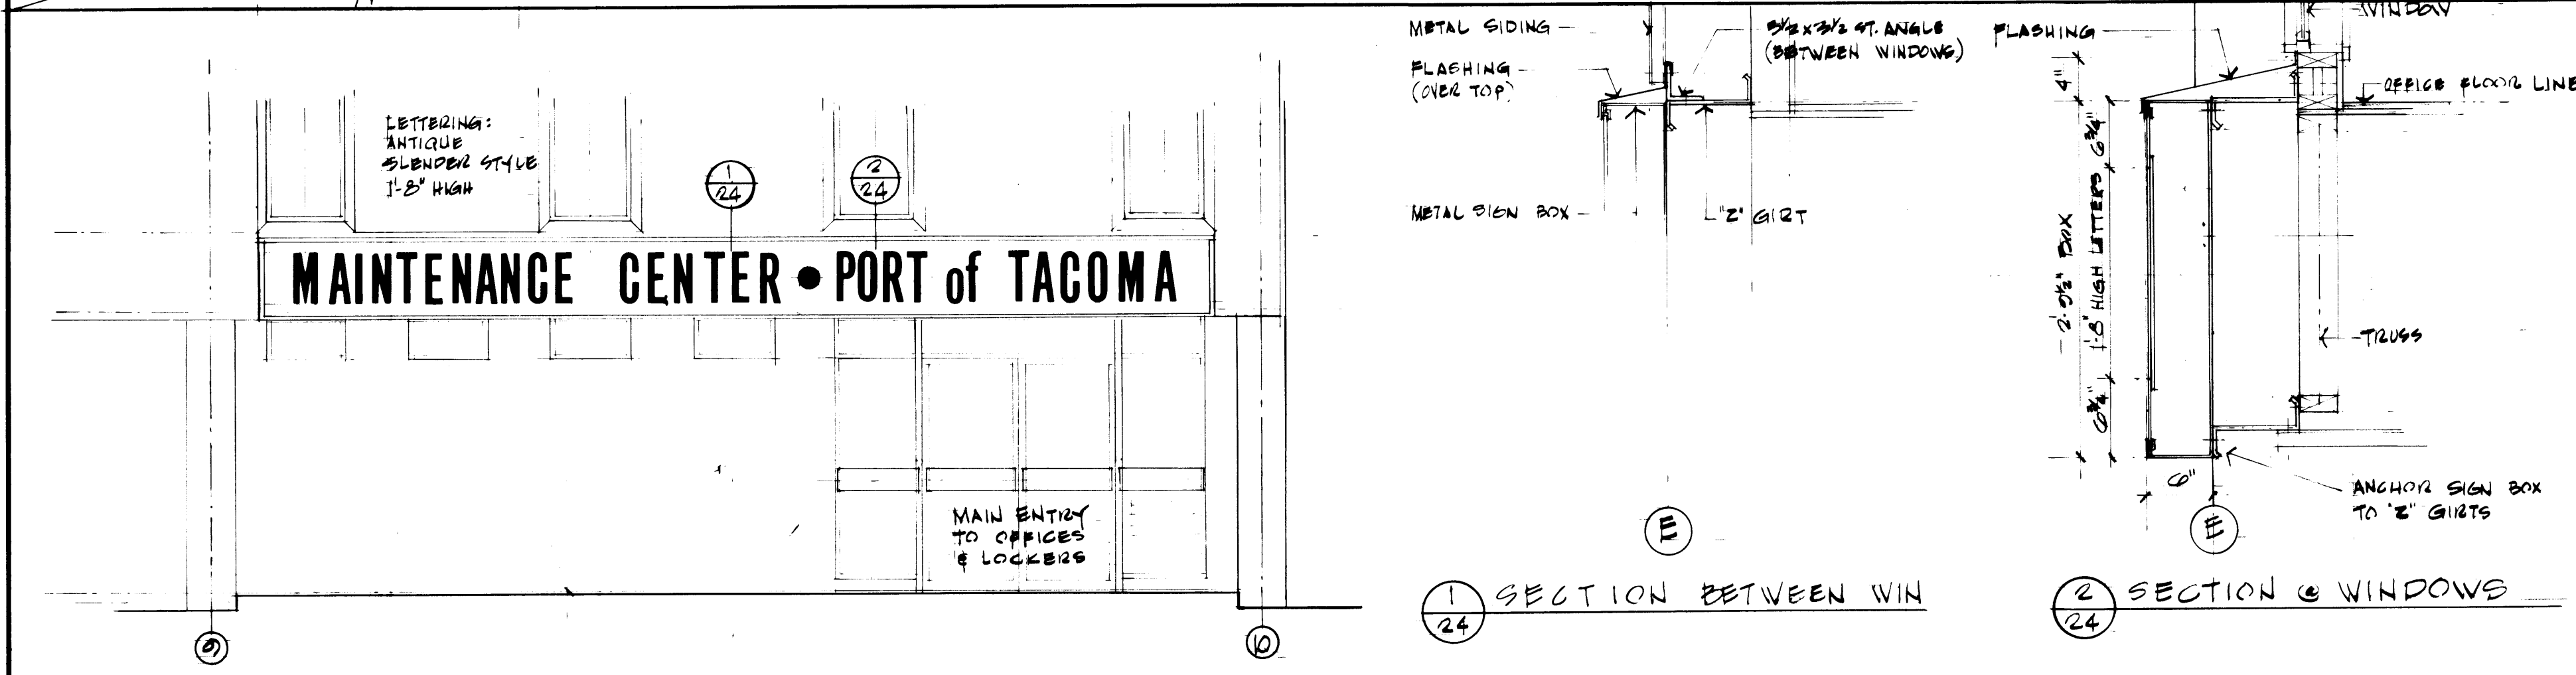 LETTERING:
ANTIQUE
SLENDER STYLE
1'-8" HIGH
1
24
2
24
MAINTENANCE CENTER • PORT of TACOMA
MAIN ENTRY
TO OFFICES
& LOCKERS
9
10
METAL SIDING
FLASHING
(OVER TOP)
3½ x 3½ ST. ANGLE
(BETWEEN WINDOWS)
METAL SIGN BOX
"Z" GIRT
E
1
24
SECTION BETWEEN WIN
FLASHING
WINDOW
OFFICE FLOOR LINE
4"
6¾"
2'-9½" BOX
1'-8" HIGH LETTERS
6¾"
TRUSS
6"
ANCHOR SIGN BOX
TO "Z" GIRTS
E
2
24
SECTION @ WINDOWS